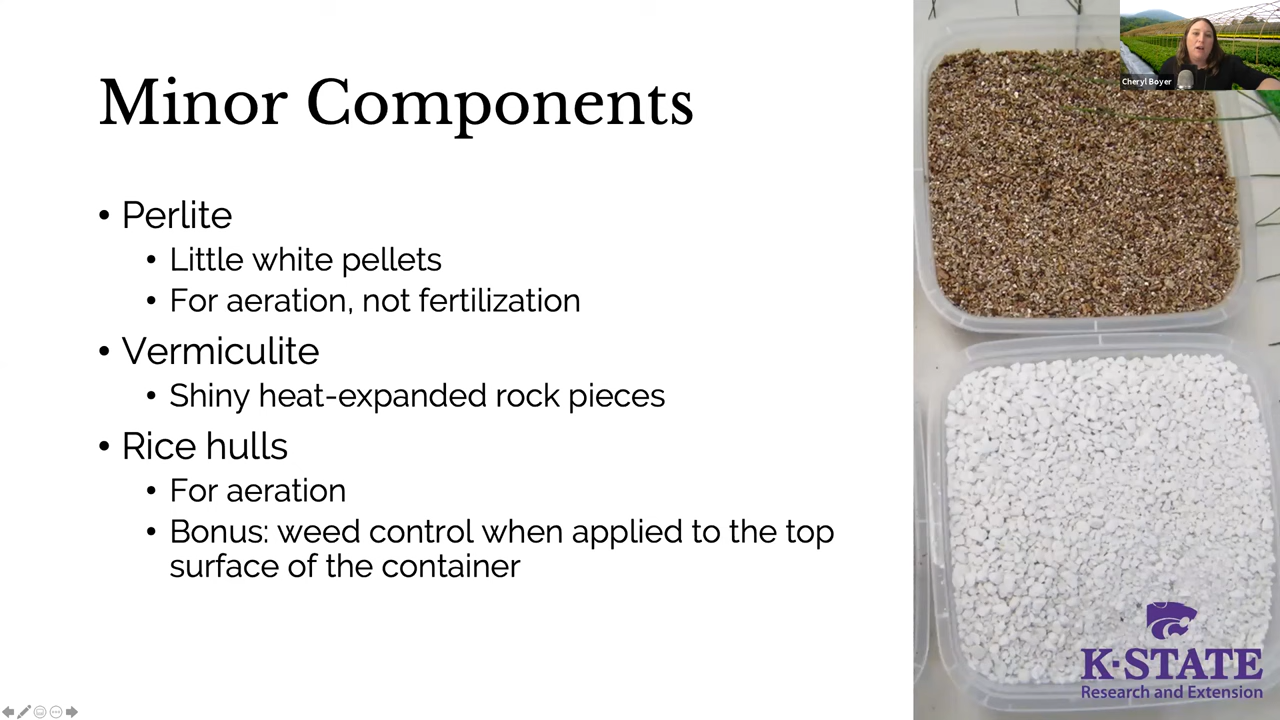 Minor Components
• Perlite
• Little white pellets
• For aeration, not fertilization
• Vermiculite
• Shiny heat-expanded rock pieces
• Rice hulls
• For aeration
• Bonus: weed control when applied to the top
surface of the container
Cheryl Boyer
K-STATE
Research and Extension